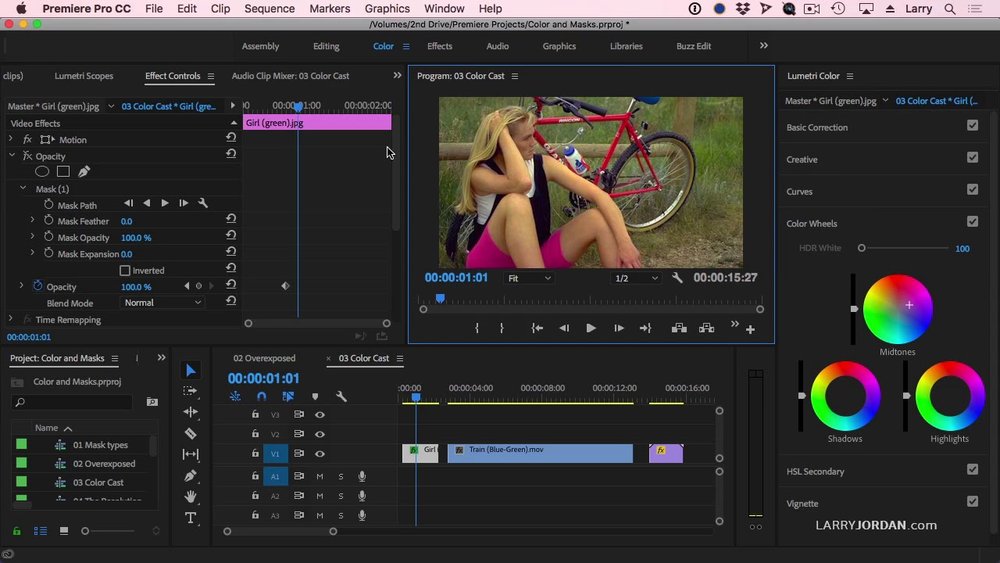 Premiere Pro CC File Edit Clip Sequence Markers Graphics Window Help Larry
/Volumes/2nd Drive/Premiere Projects/Color and Masks.prproj *
Assembly Editing Color Effects Audio Graphics Libraries Buzz Edit
clips) Lumetri Scopes Effect Controls Audio Clip Mixer: 03 Color Cast
Master * Girl (green).jpg 03 Color Cast * Girl (gre...
00:00:01:00 00:00:02:00
Video Effects
Girl (green).jpg
fx Motion
fx Opacity
Mask (1)
Mask Path
Mask Feather 0.0
Mask Opacity 100.0 %
Mask Expansion 0.0
Inverted
Opacity 100.0 %
Blend Mode Normal
Time Remapping
00:00:01:01
Program: 03 Color Cast
RINCON
00:00:01:01 Fit 1/2 00:00:15:27
Lumetri Color
Master * Girl (green).jpg 03 Color Cast * Girl (...
Basic Correction
Creative
Curves
Color Wheels
HDR White 100
Midtones
Shadows Highlights
HSL Secondary
Vignette
Project: Color and Masks
Color and Masks.prproj
Name
01 Mask types
02 Overexposed
03 Color Cast
02 Overexposed × 03 Color Cast
00:00:01:01
:00:00 00:00:04:00 00:00:08:00 00:00:12:00 00:00:16:00
V3
V2
V1 V1 fx Girl fx Train (Blue-Green).mov fx
A1 A1 M S
A2 M S
A3 M S
LARRYJORDAN.com